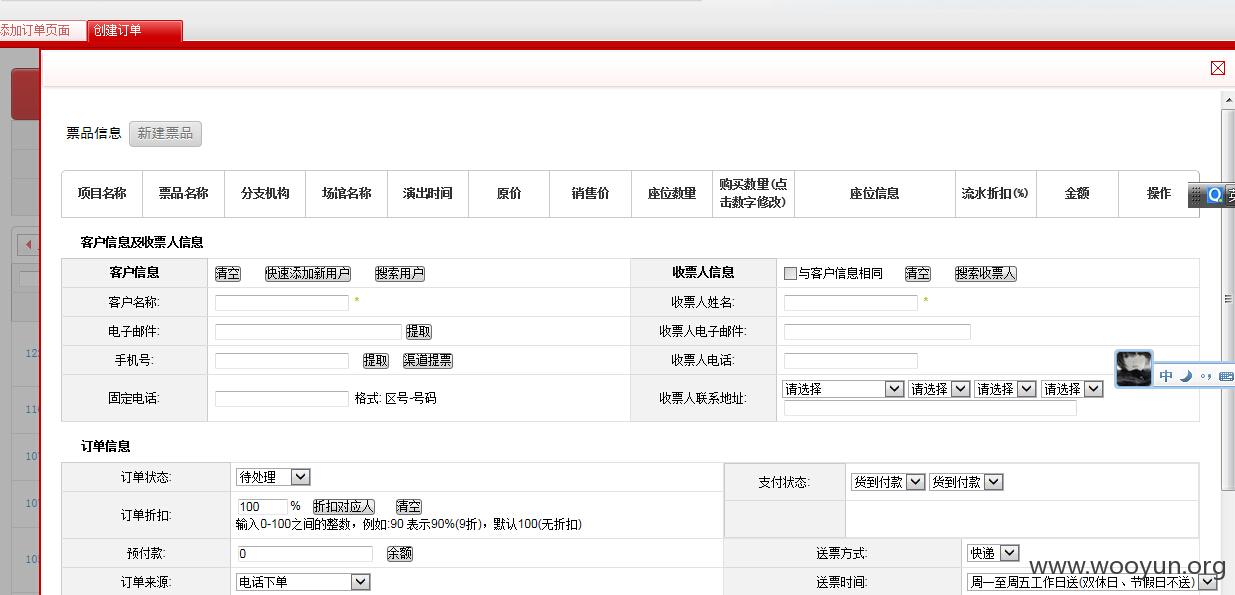 添加订单页面 创建订单
票品信息 新建票品
项目名称 票品名称 分支机构 场馆名称 演出时间 原价 销售价 座位数量 购买数量(点击数字修改) 座位信息 流水折扣(%) 金额 操作
客户信息及收票人信息
客户信息 清空 快速添加新用户 搜索用户 收票人信息 与客户信息相同 清空 搜索收票人
客户名称: * 收票人姓名: *
电子邮件: 提取 收票人电子邮件:
手机号: 提取 渠道提票 收票人电话:
中
固定电话: 格式: 区号-号码 收票人联系地址: 请选择 请选择 请选择 请选择
订单信息
订单状态: 待处理 支付状态: 货到付款 货到付款
订单折扣: 100 % 折扣对应人 清空
输入0-100之间的整数，例如:90 表示90%(9折)，默认100(无折扣)
预付款: 0 余额 送票方式: 快递
订单来源: 电话下单 送票时间: 周一至周五工作日送(双休日、节假日不送)
www.wooyun.org